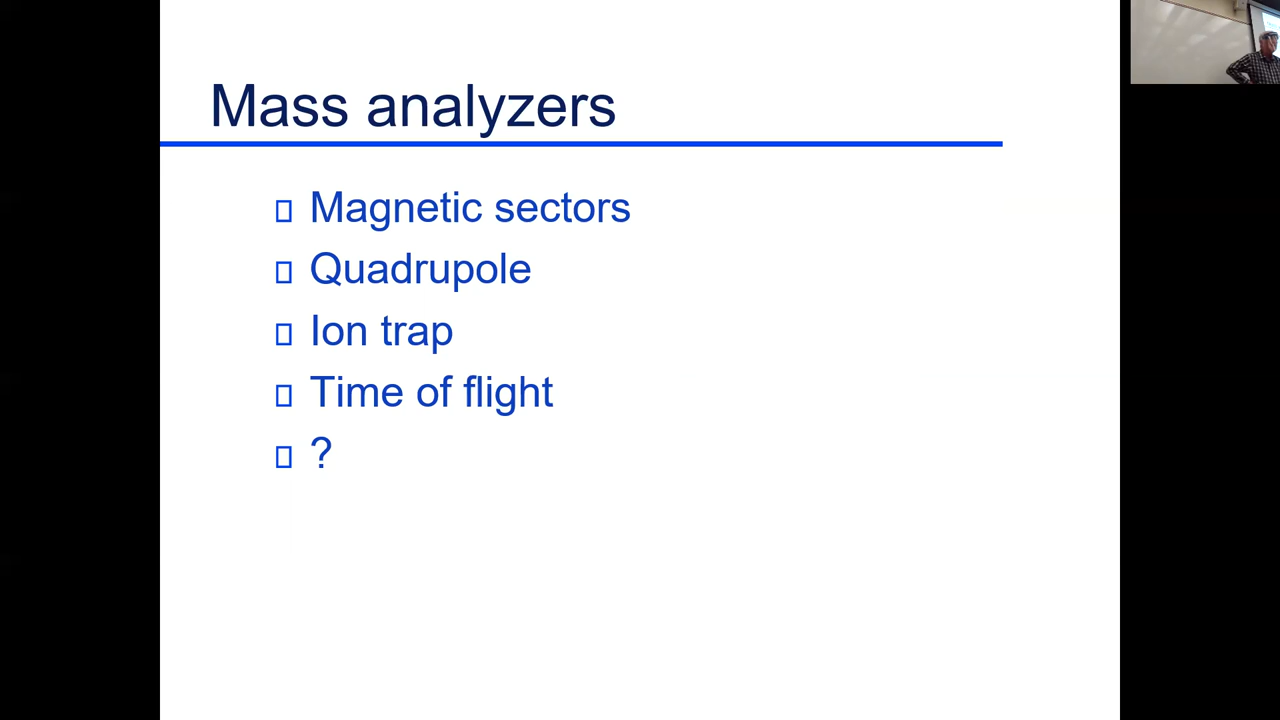 Mass analyzers
Magnetic sectors
Quadrupole
Ion trap
Time of flight
?